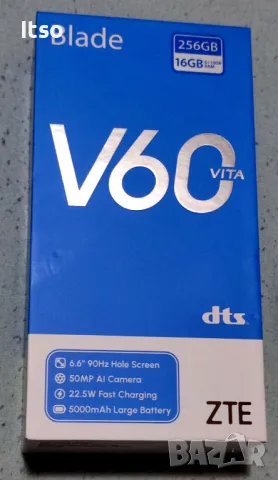 Itso
Blade
256GB
16GB
V60
VITA
dts
6.6" 90Hz Hole Screen
50MP AI Camera
22.5W Fast Charging
5000mAh Large Battery
ZTE
BAZAR